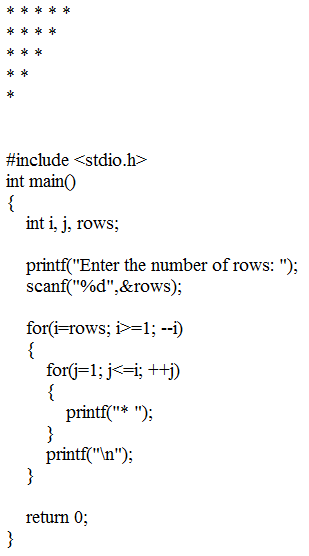 * * * * *
* * * *
* * *
* *
*
#include <stdio.h>
int main()
{
int i, j, rows;
printf("Enter the number of rows: ");
scanf("%d",&rows);
for(i=rows; i>=1; --i)
{
for(j=1; j<=i; ++j)
{
printf("* ");
}
printf("\n");
}
return 0;
}